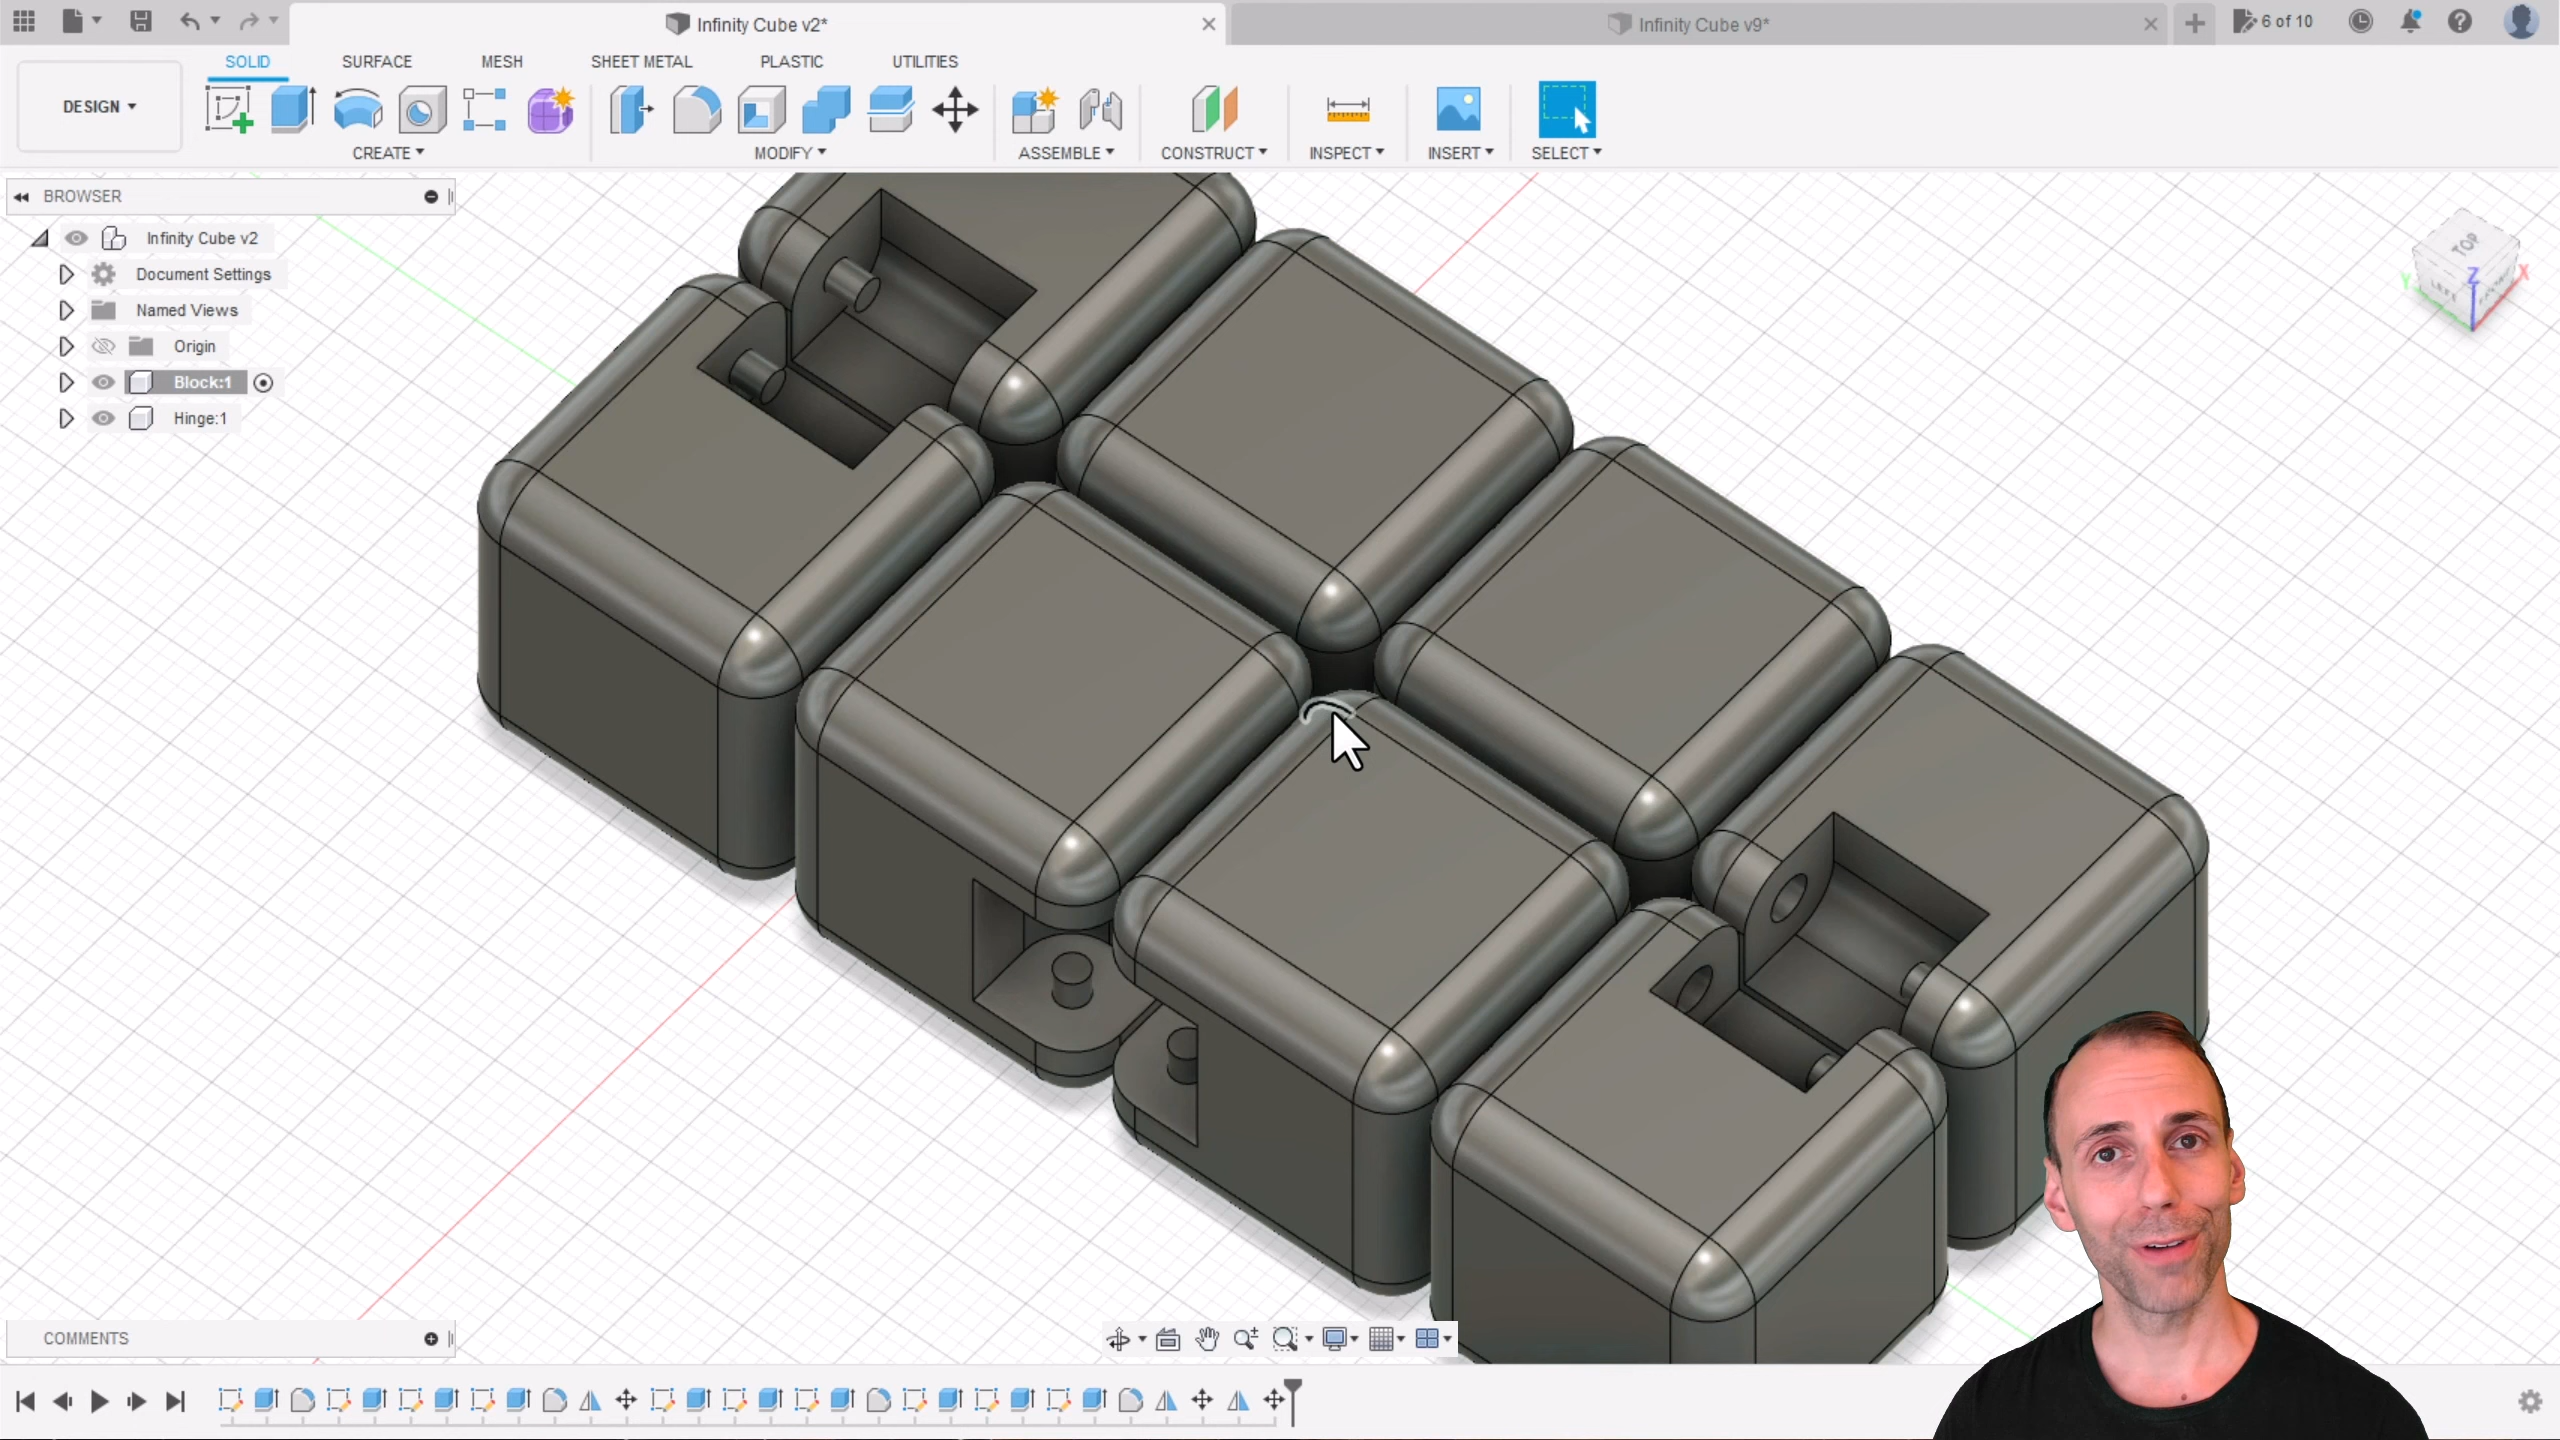 Infinity Cube v2*
Infinity Cube v9*
6 of 10
DESIGN
SOLID
SURFACE
MESH
SHEET METAL
PLASTIC
UTILITIES
CREATE
MODIFY
ASSEMBLE
CONSTRUCT
INSPECT
INSERT
SELECT
BROWSER
Infinity Cube v2
Document Settings
Named Views
Origin
Block:1
Hinge:1
TOP
LEFT
Z
X
Y
COMMENTS